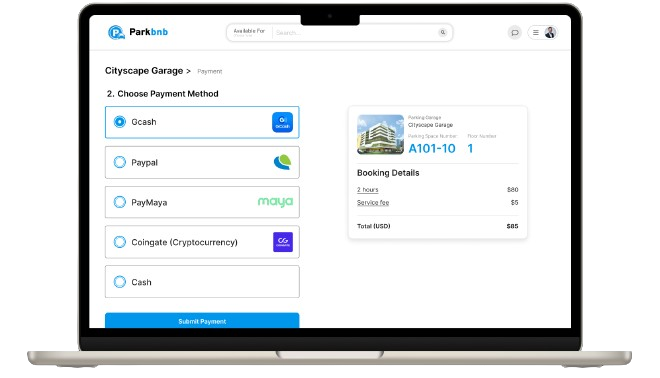 Parkbnb
Available For
Search...
Cityscape Garage > Payment
2. Choose Payment Method
Gcash
GCash
Paypal
PayMaya
maya
Coingate (Cryptocurrency)
CG
Cash
Submit Payment
Parking Garage
Cityscape Garage
Parking Space Number Floor Number
A101-10 1
Booking Details
2 hours $80
Service fee $5
Total (USD) $85